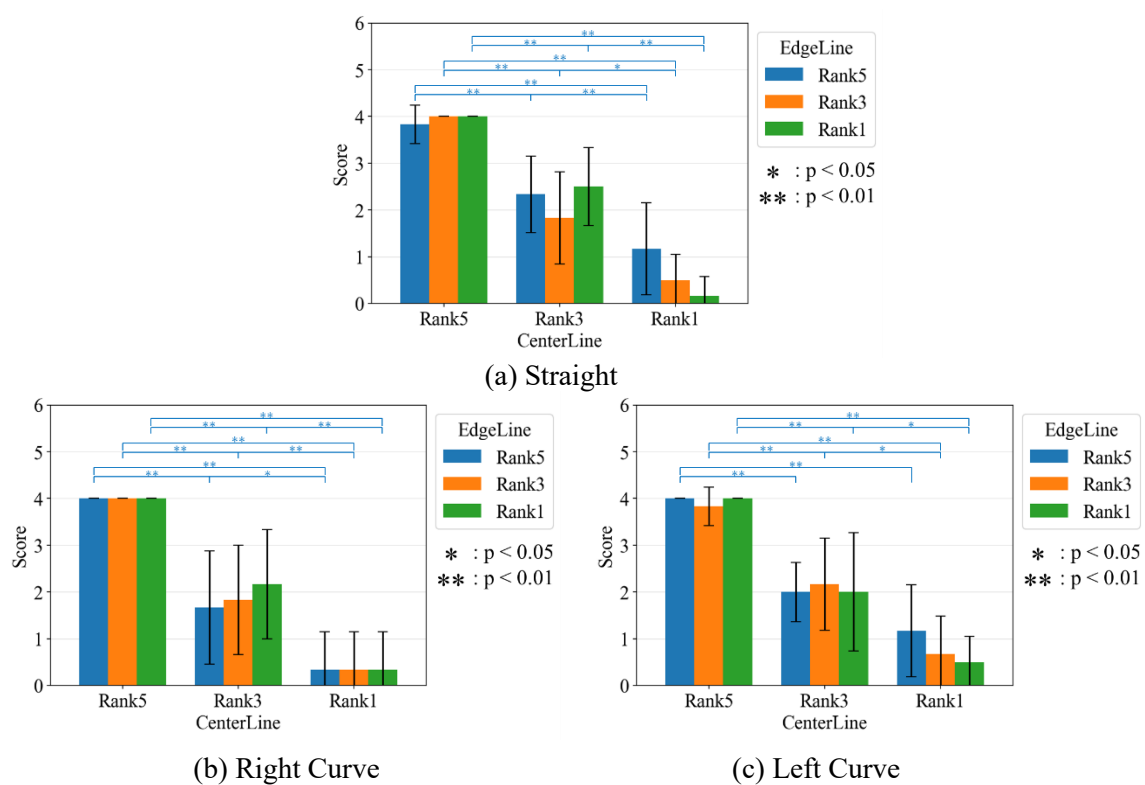 6
5
4
3
2
1
0
Score
**
**
**
**
**
*
**
**
**
Rank5
Rank3
Rank1
CenterLine
EdgeLine
Rank5
Rank3
Rank1
* : p < 0.05
** : p < 0.01
(a) Straight
6
5
4
3
2
1
0
Score
**
**
**
**
**
**
**
**
*
Rank5
Rank3
Rank1
CenterLine
EdgeLine
Rank5
Rank3
Rank1
* : p < 0.05
** : p < 0.01
(b) Right Curve
6
5
4
3
2
1
0
Score
**
**
*
**
**
*
**
**
Rank5
Rank3
Rank1
CenterLine
EdgeLine
Rank5
Rank3
Rank1
* : p < 0.05
** : p < 0.01
(c) Left Curve